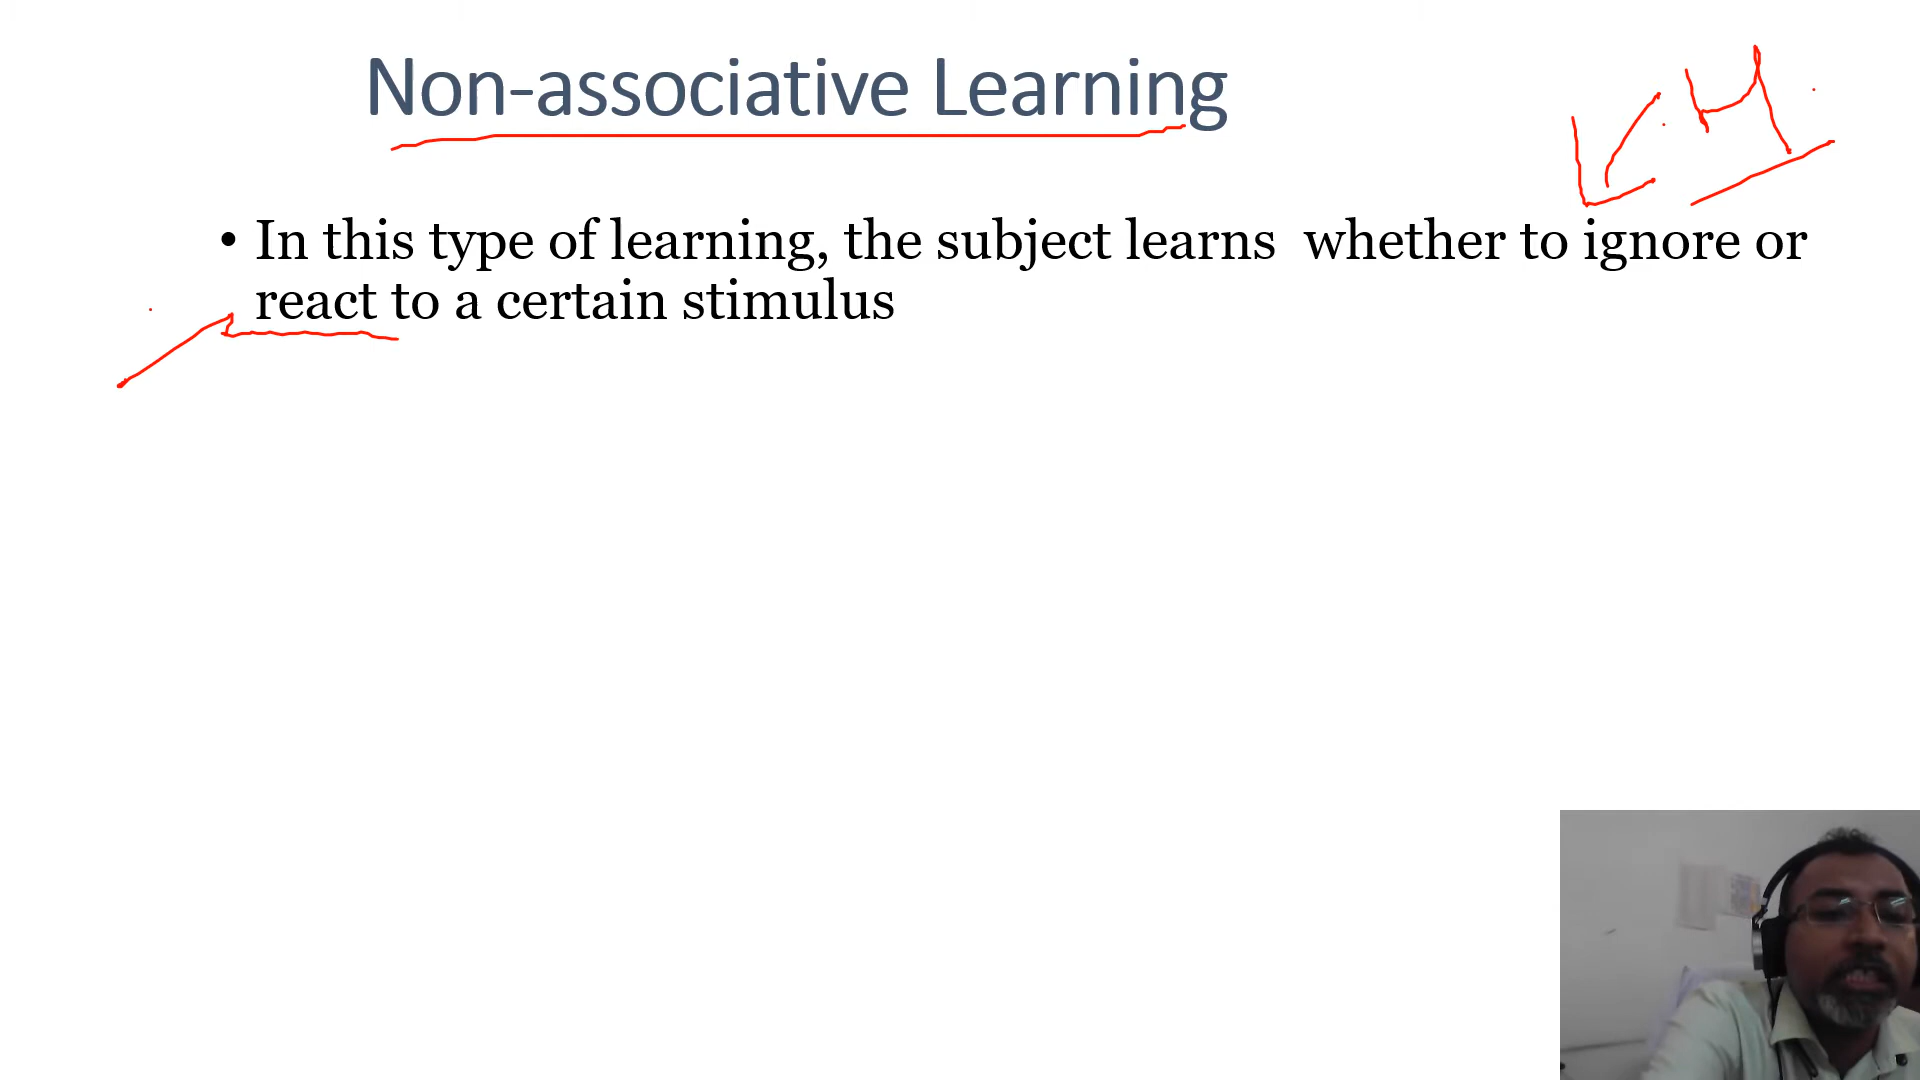 Non-associative Learning
• In this type of learning, the subject learns  whether to ignore or
react to a certain stimulus